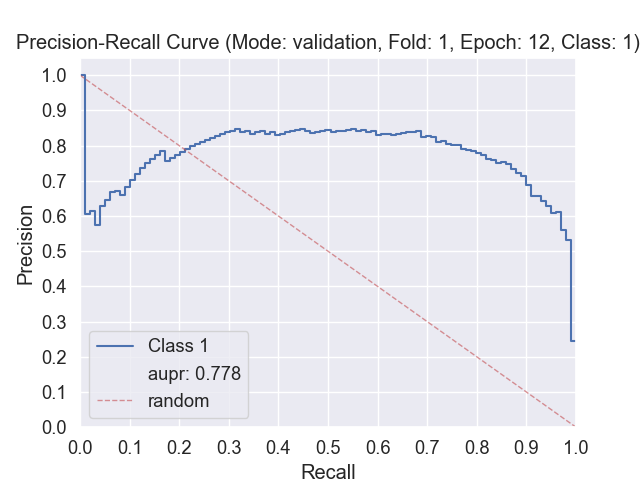 Precision-Recall Curve (Mode: validation, Fold: 1, Epoch: 12, Class: 1)
1.0
0.9
0.8
0.7
0.6
0.5
0.4
0.3
0.2
0.1
0.0
Precision
Class 1
aupr: 0.778
random
0.0 0.1 0.2 0.3 0.4 0.5 0.6 0.7 0.8 0.9 1.0
Recall